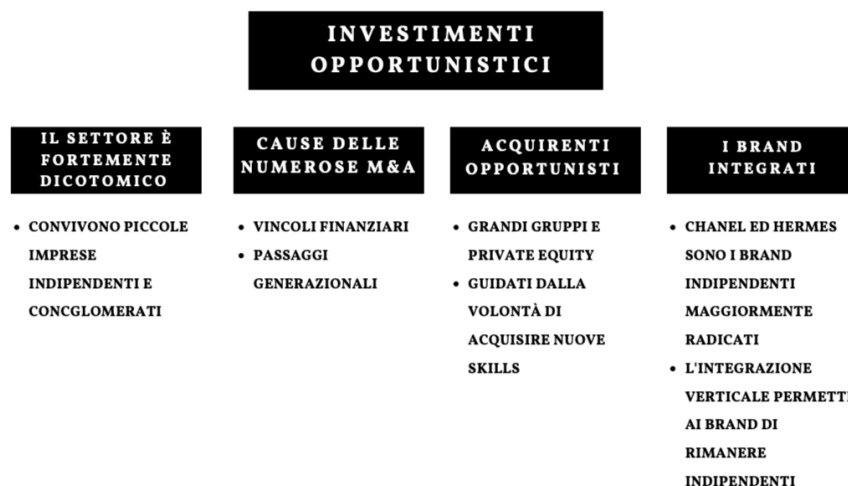 INVESTIMENTI
OPPORTUNISTICI
IL SETTORE È
FORTEMENTE
DICOTOMICO
• CONVIVONO PICCOLE
IMPRESE
INDIPENDENTI E
CONCGLOMERATI
CAUSE DELLE
NUMEROSE M&A
• VINCOLI FINANZIARI
• PASSAGGI
GENERAZIONALI
ACQUIRENTI
OPPORTUNISTI
• GRANDI GRUPPI E
PRIVATE EQUITY
• GUIDATI DALLA
VOLONTÀ DI
ACQUISIRE NUOVE
SKILLS
I BRAND
INTEGRATI
• CHANEL ED HERMES
SONO I BRAND
INDIPENDENTI
MAGGIORMENTE
RADICATI
• L'INTEGRAZIONE
VERTICALE PERMETTE
AI BRAND DI
RIMANERE
INDIPENDENTI